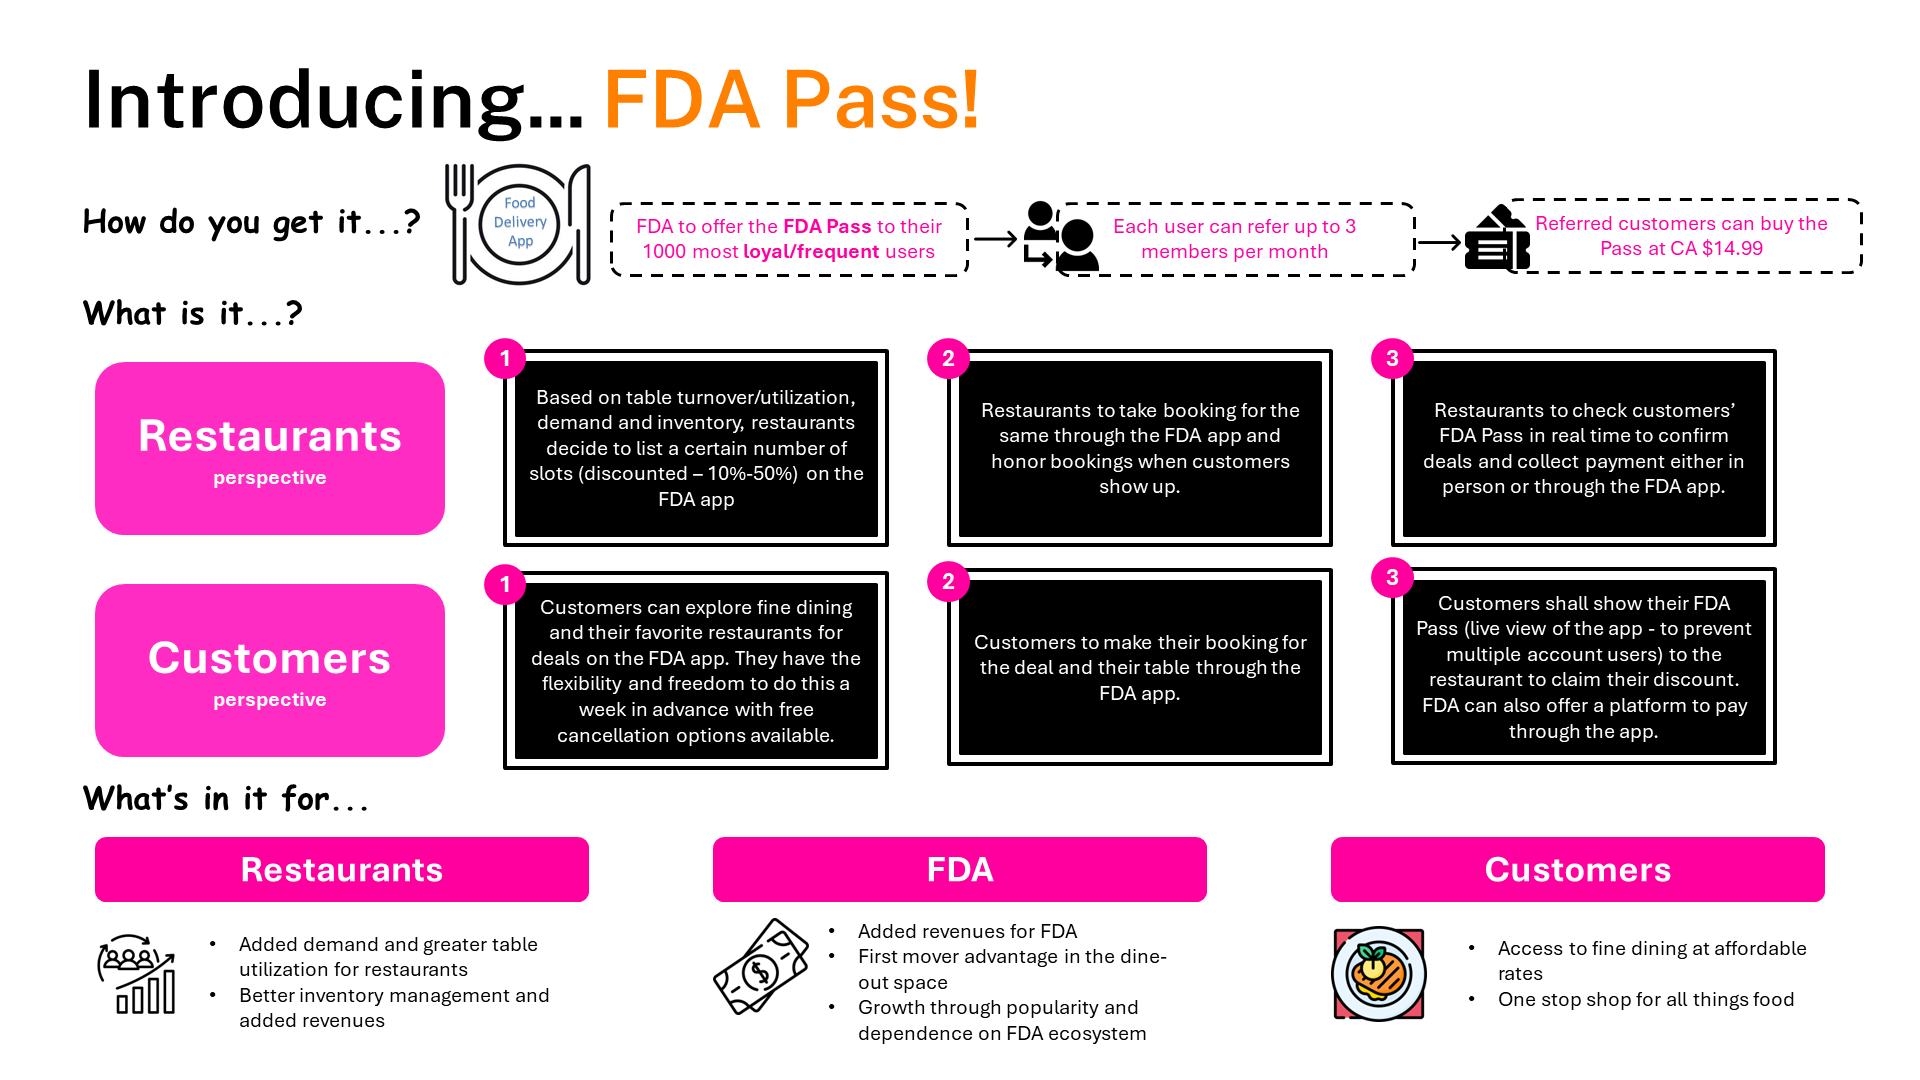 Introducing... FDA Pass!
How do you get it...?
Food
Delivery
App
FDA to offer the FDA Pass to their
1000 most loyal/frequent users
Each user can refer up to 3
members per month
Referred customers can buy the
Pass at CA $14.99
What is it...?
Restaurants
perspective
1
Based on table turnover/utilization,
demand and inventory, restaurants
decide to list a certain number of
slots (discounted – 10%-50%) on the
FDA app
2
Restaurants to take booking for the
same through the FDA app and
honor bookings when customers
show up.
3
Restaurants to check customers’
FDA Pass in real time to confirm
deals and collect payment either in
person or through the FDA app.
Customers
perspective
1
Customers can explore fine dining
and their favorite restaurants for
deals on the FDA app. They have the
flexibility and freedom to do this a
week in advance with free
cancellation options available.
2
Customers to make their booking for
the deal and their table through the
FDA app.
3
Customers shall show their FDA
Pass (live view of the app - to prevent
multiple account users) to the
restaurant to claim their discount.
FDA can also offer a platform to pay
through the app.
What’s in it for...
Restaurants
• Added demand and greater table
utilization for restaurants
• Better inventory management and
added revenues
FDA
$
• Added revenues for FDA
• First mover advantage in the dine-
out space
• Growth through popularity and
dependence on FDA ecosystem
Customers
• Access to fine dining at affordable
rates
• One stop shop for all things food